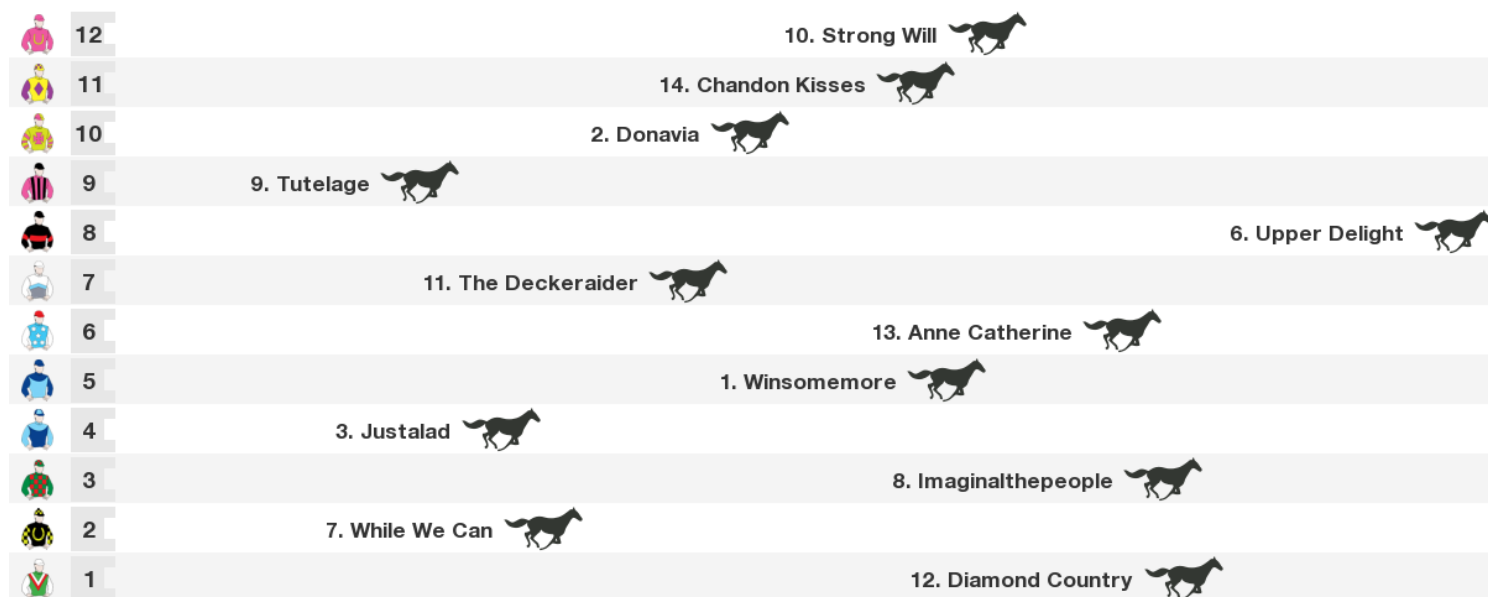 12 10. Strong Will
11 14. Chandon Kisses
10 2. Donavia
9 9. Tutelage
8 6. Upper Delight
7 11. The Deckeraider
6 13. Anne Catherine
5 1. Winsomemore
4 3. Justalad
3 8. Imaginalthepeople
2 7. While We Can
1 12. Diamond Country